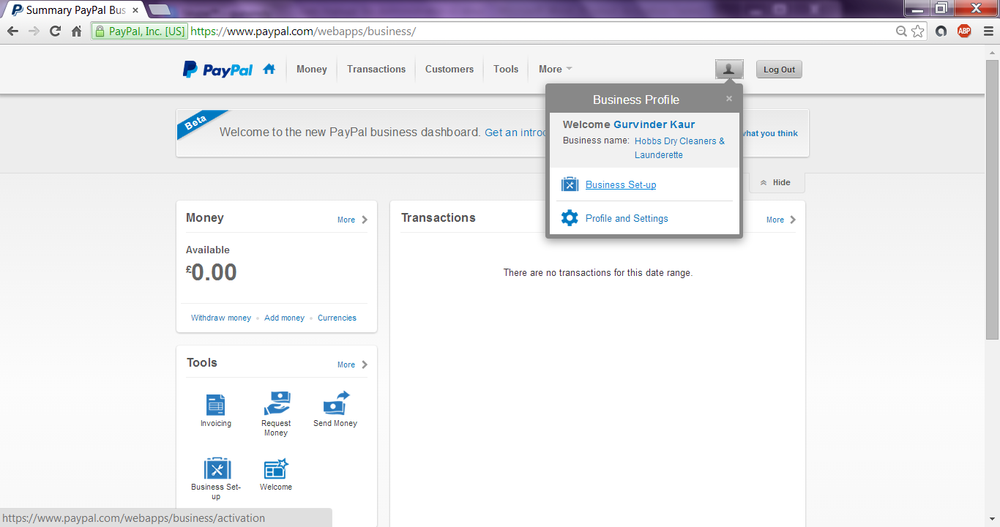 Summary PayPal Bus
PayPal, Inc. [US] https://www.paypal.com/webapps/business/
ABP
PayPal Money Transactions Customers Tools More Log Out
Business Profile
Welcome Gurvinder Kaur
Business name: Hobbs Dry Cleaners &
Launderette
Business Set-up
Profile and Settings
Beta
Welcome to the new PayPal business dashboard. Get an introd
what you think
Hide
Money More
Available
£0.00
Withdraw money Add money Currencies
Transactions More
There are no transactions for this date range.
Tools More
Invoicing
Request
Money
Send Money
Business Set-
up
Welcome
https://www.paypal.com/webapps/business/activation